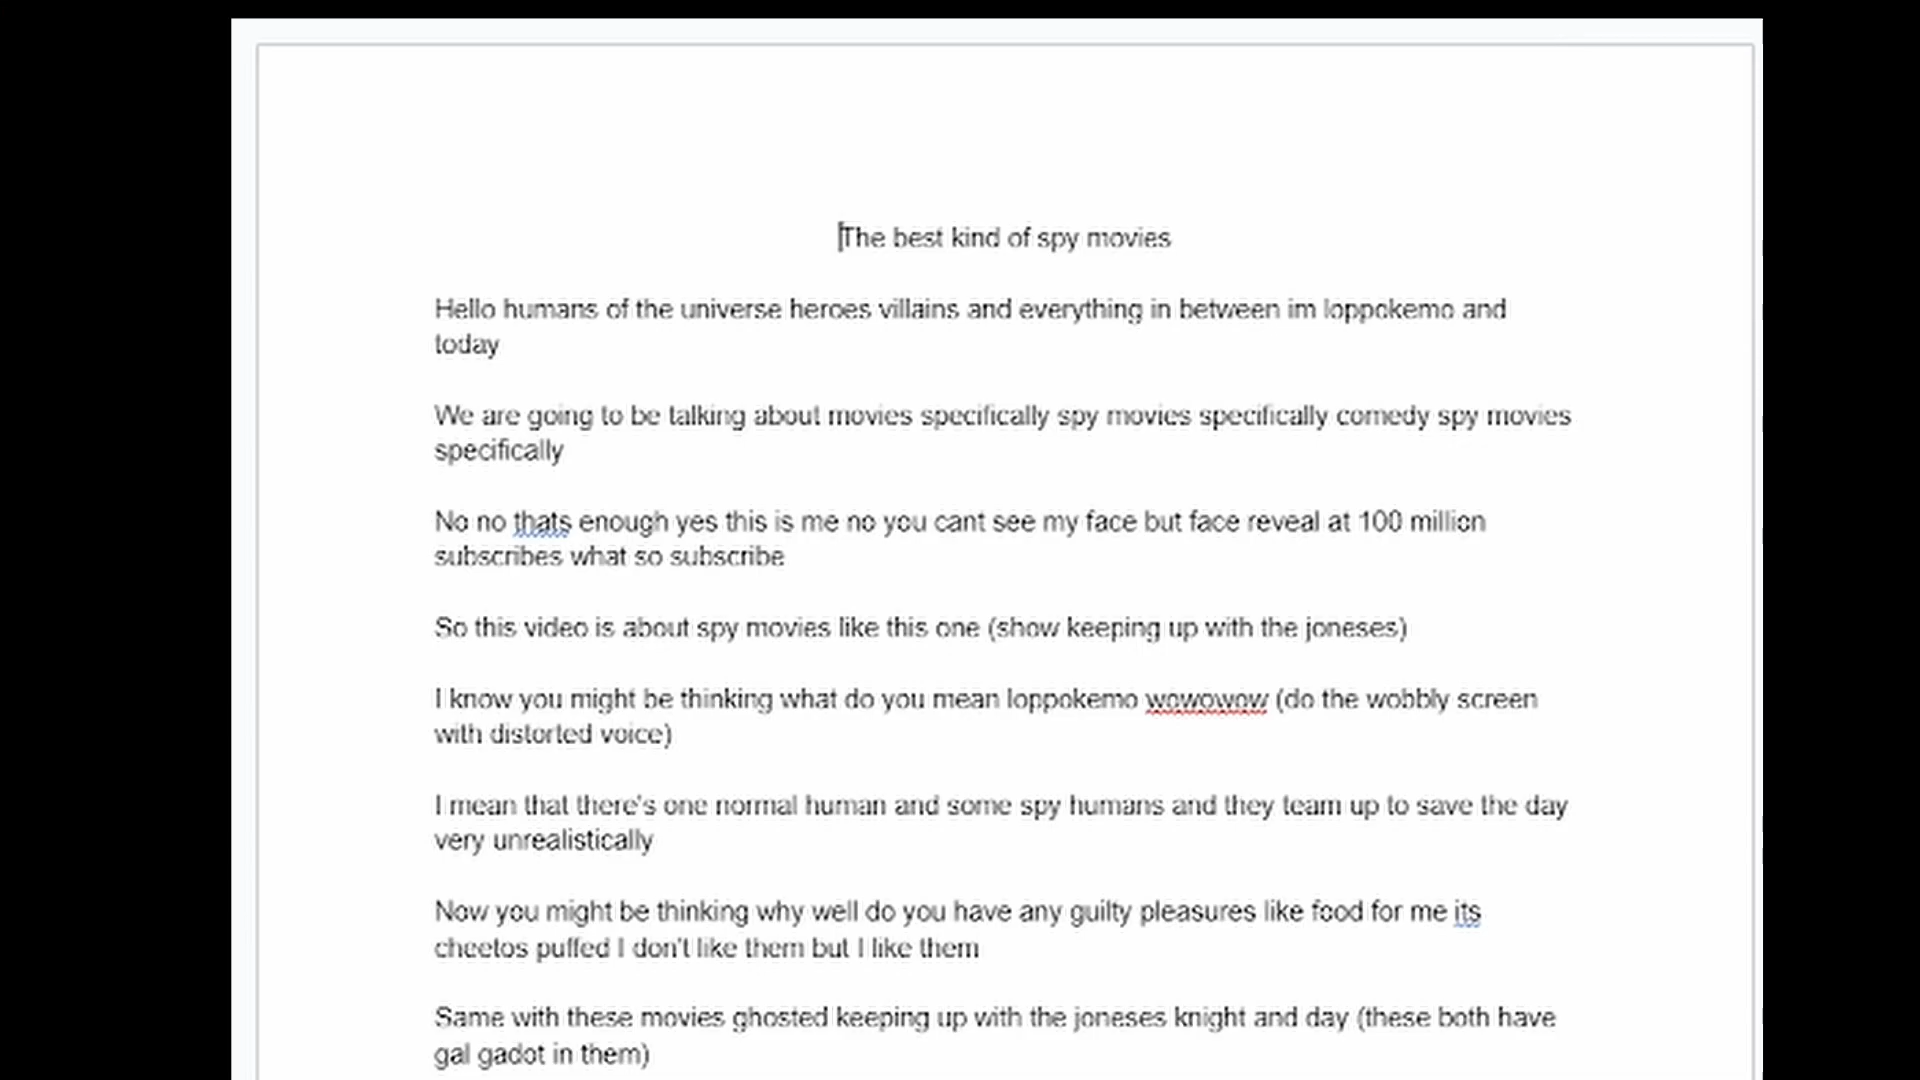 The best kind of spy movies
Hello humans of the universe heroes villains and everything in between im loppokemo and
today
We are going to be talking about movies specifically spy movies specifically comedy spy movies
specifically
No no thats enough yes this is me no you cant see my face but face reveal at 100 million
subscribes what so subscribe
So this video is about spy movies like this one (show keeping up with the joneses)
I know you might be thinking what do you mean loppokemo wowowow (do the wobbly screen
with distorted voice)
I mean that there's one normal human and some spy humans and they team up to save the day
very unrealistically
Now you might be thinking why well do you have any guilty pleasures like food for me its
cheetos puffed I don't like them but I like them
Same with these movies ghosted keeping up with the joneses knight and day (these both have
gal gadot in them)